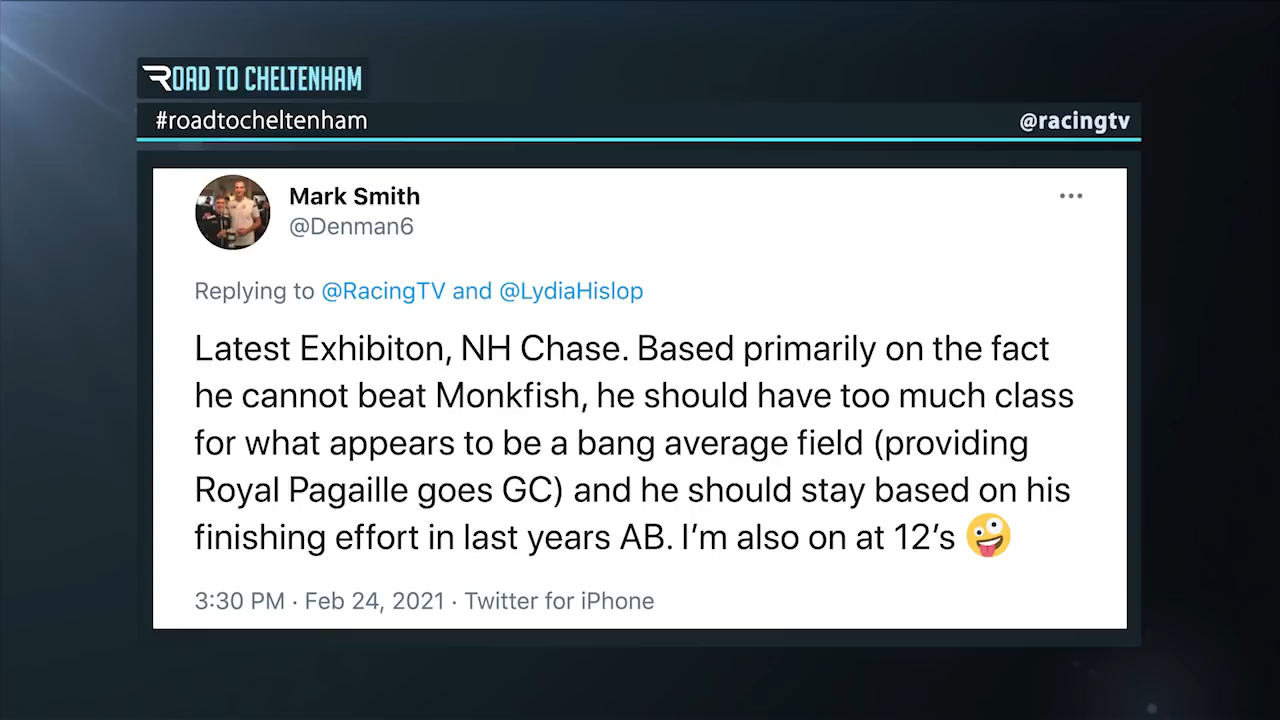 ROAD TO CHELTENHAM
#roadtocheltenham
@racingtv
Mark Smith
@Denman6
Replying to @RacingTV and @LydiaHislop
Latest Exhibiton, NH Chase. Based primarily on the fact
he cannot beat Monkfish, he should have too much class
for what appears to be a bang average field (providing
Royal Pagaille goes GC) and he should stay based on his
finishing effort in last years AB. I’m also on at 12’s 🤪
3:30 PM · Feb 24, 2021 · Twitter for iPhone